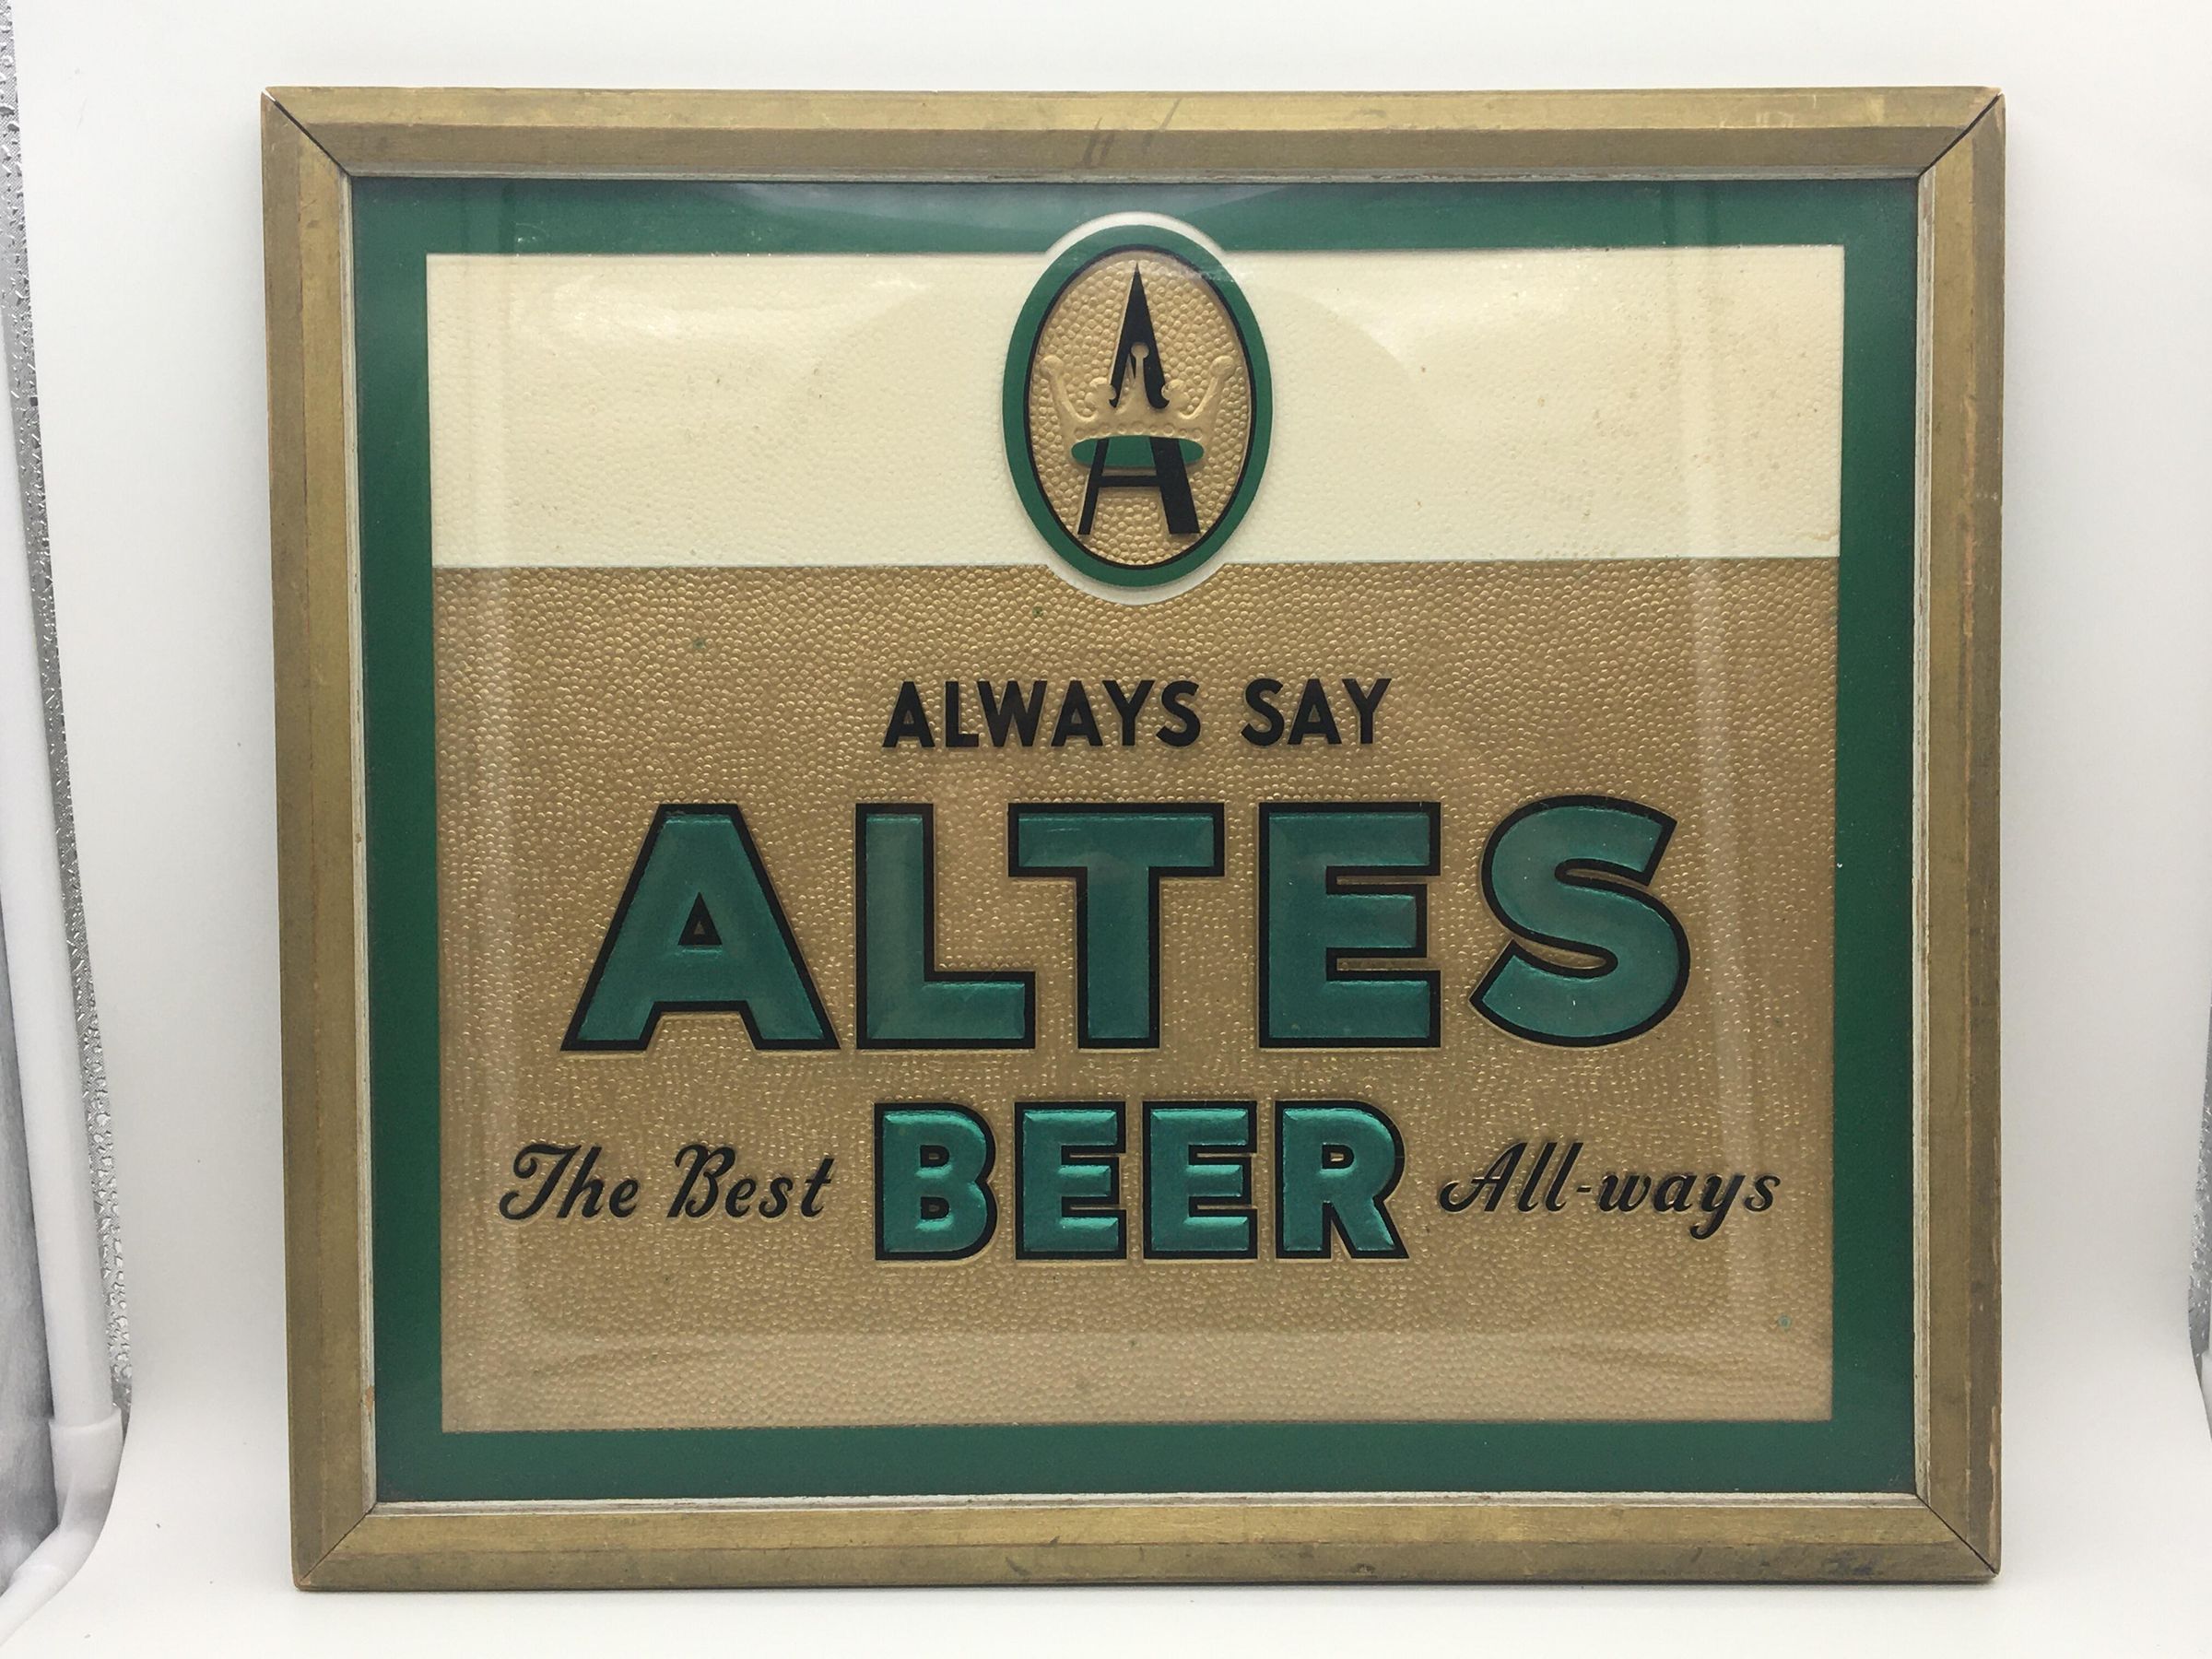 A
ALWAYS SAY
ALTES
The Best BEER All-ways